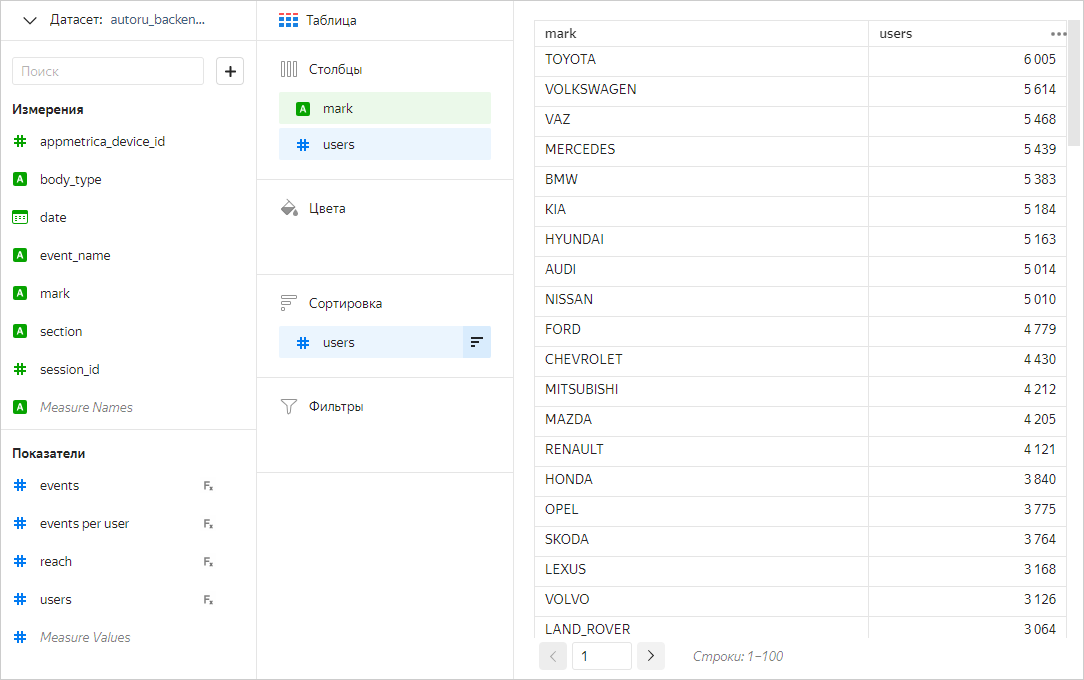 Датасет: autoru_backen...
Поиск
+
Измерения
appmetrica_device_id
A body_type
date
A event_name
A mark
A section
session_id
A Measure Names
Показатели
events Fx
events per user Fx
reach Fx
users Fx
Measure Values
Таблица
Столбцы
A mark
users
Цвета
Сортировка
users
Фильтры
mark users
TOYOTA 6 005
VOLKSWAGEN 5 614
VAZ 5 468
MERCEDES 5 439
BMW 5 383
KIA 5 184
HYUNDAI 5 163
AUDI 5 014
NISSAN 5 010
FORD 4 779
CHEVROLET 4 430
MITSUBISHI 4 212
MAZDA 4 205
RENAULT 4 121
HONDA 3 840
OPEL 3 775
SKODA 3 764
LEXUS 3 168
VOLVO 3 126
LAND_ROVER 3 064
1 Строки: 1–100